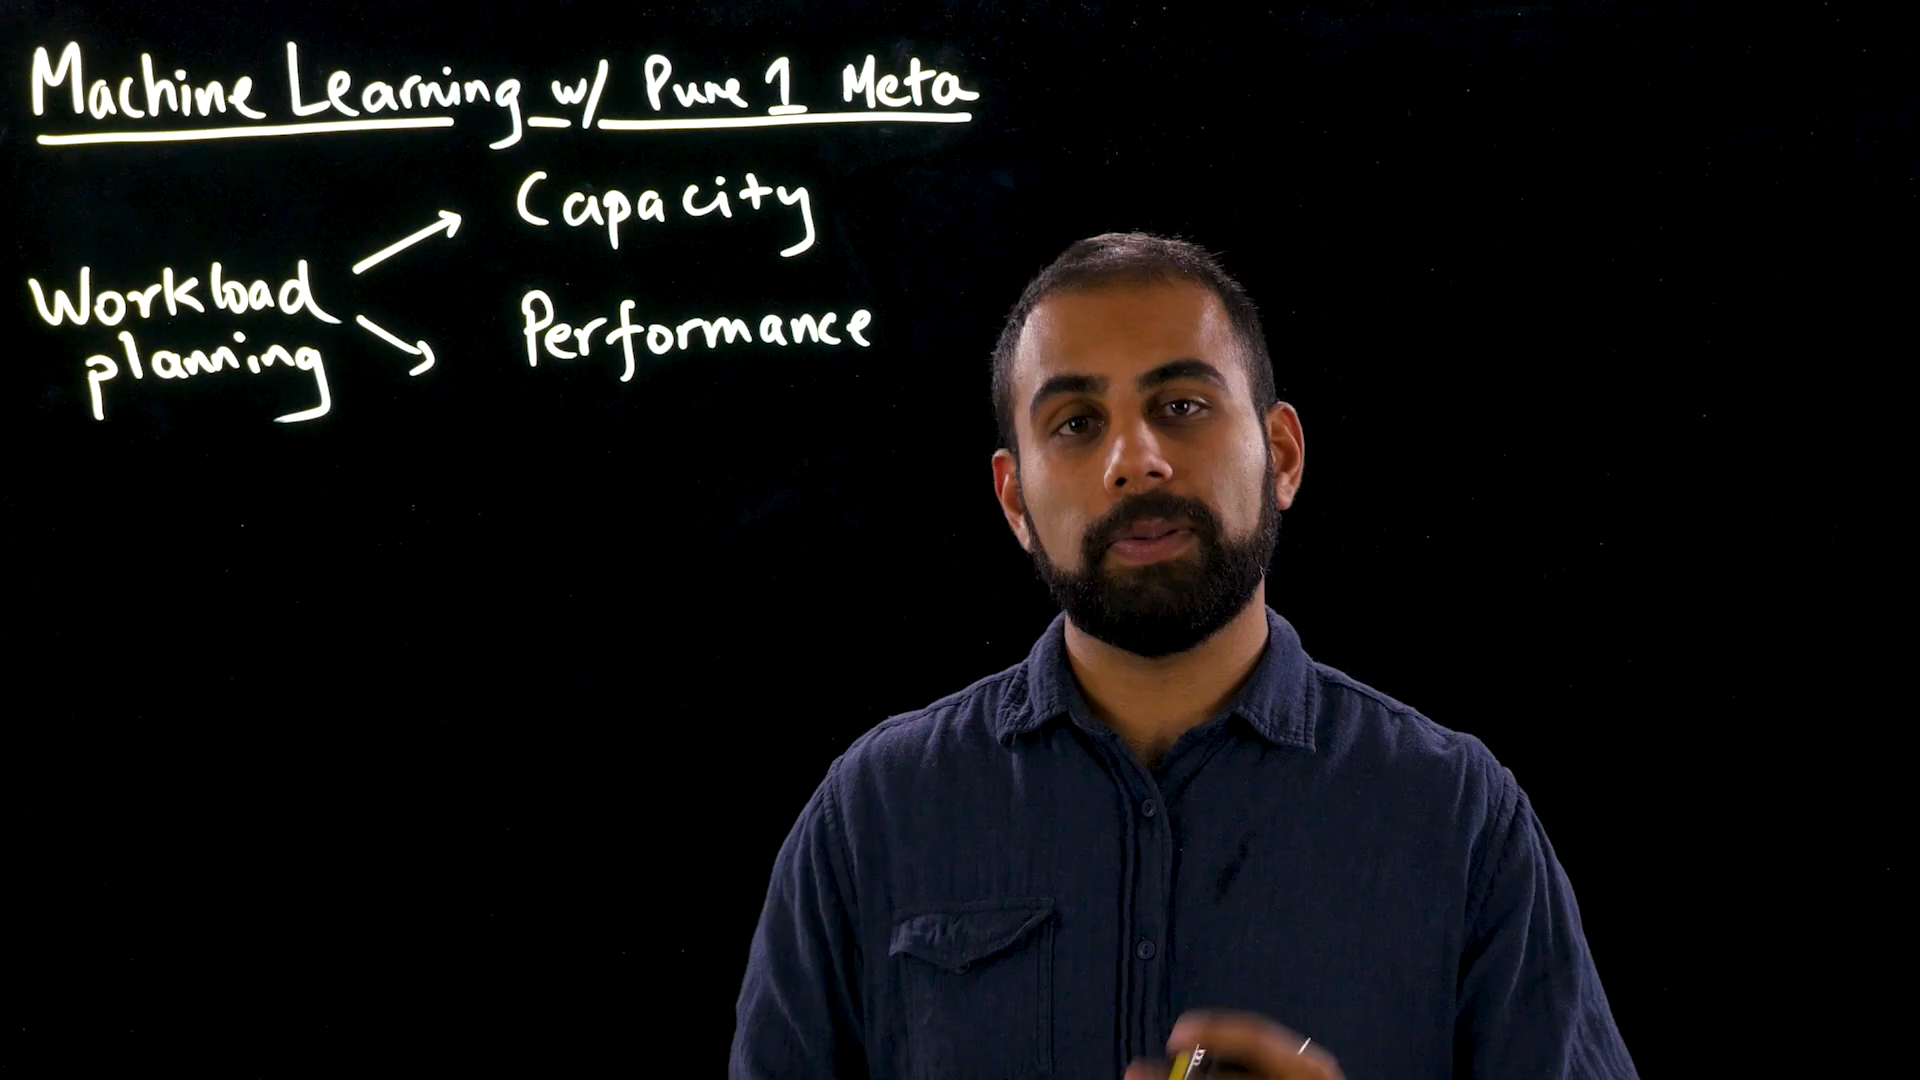 Machine Learning w/ Pure 1 Meta
Capacity
Workload
planning
Performance